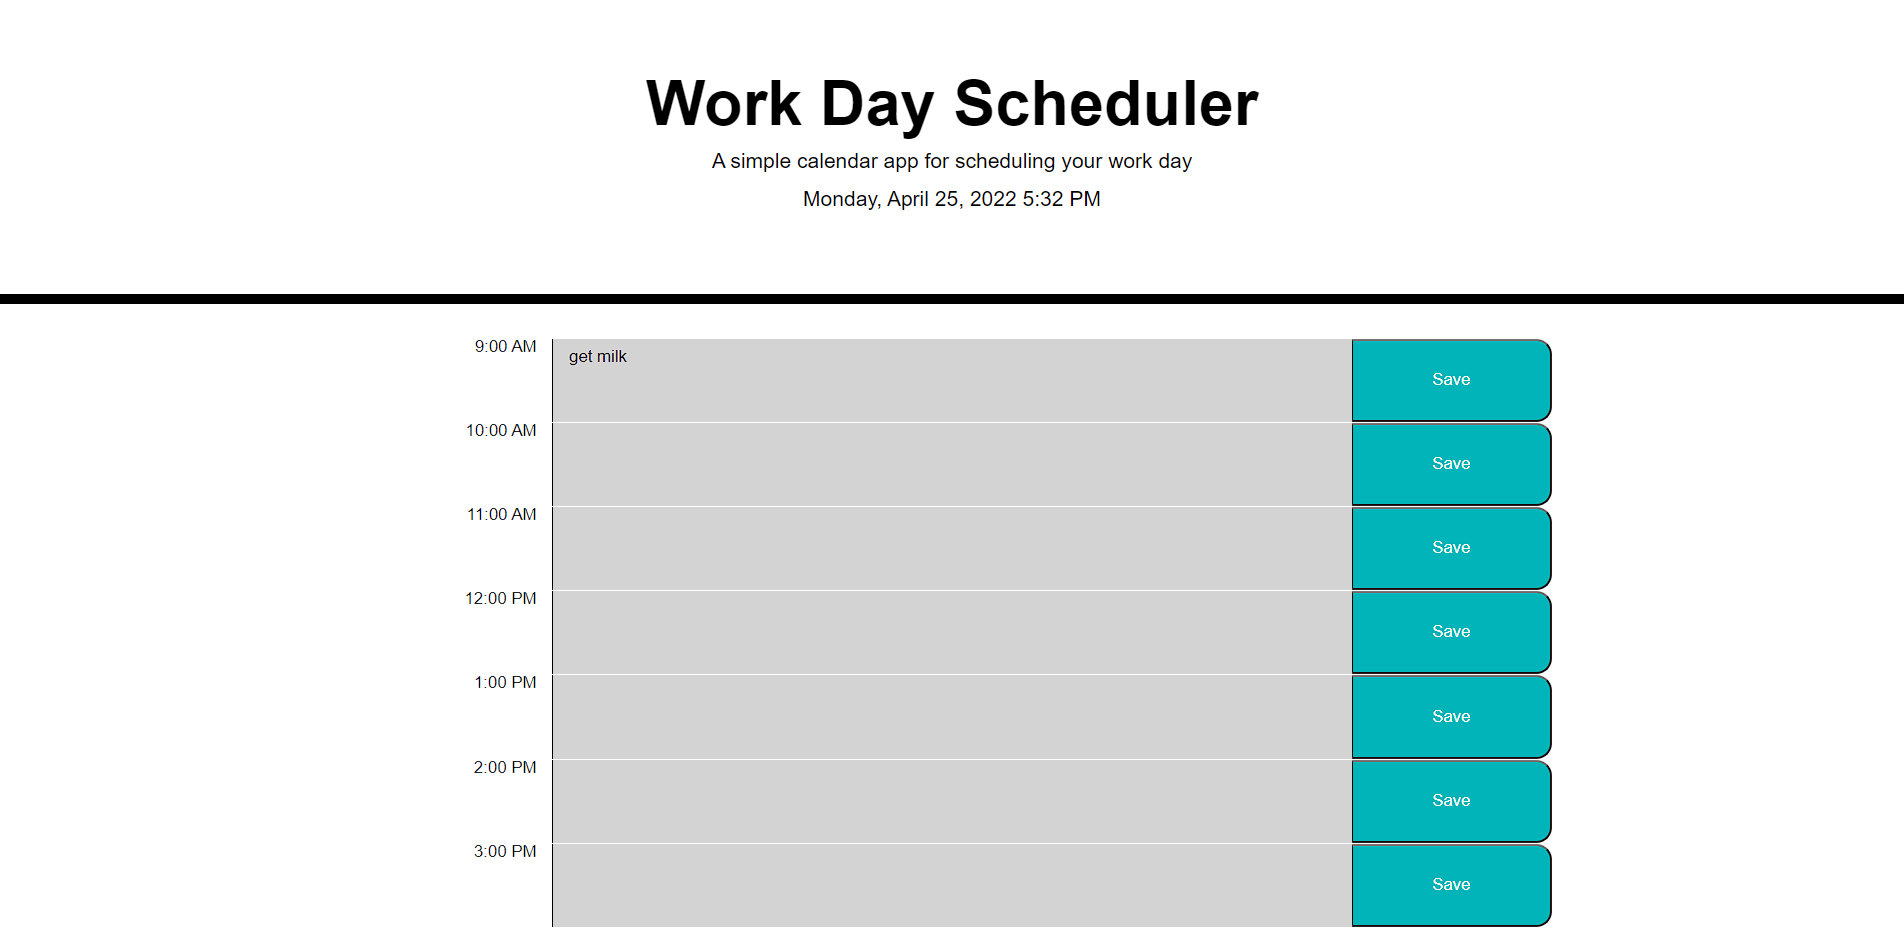 Work Day Scheduler
A simple calendar app for scheduling your work day
Monday, April 25, 2022 5:32 PM
9:00 AM get milk Save
10:00 AM Save
11:00 AM Save
12:00 PM Save
1:00 PM Save
2:00 PM Save
3:00 PM Save